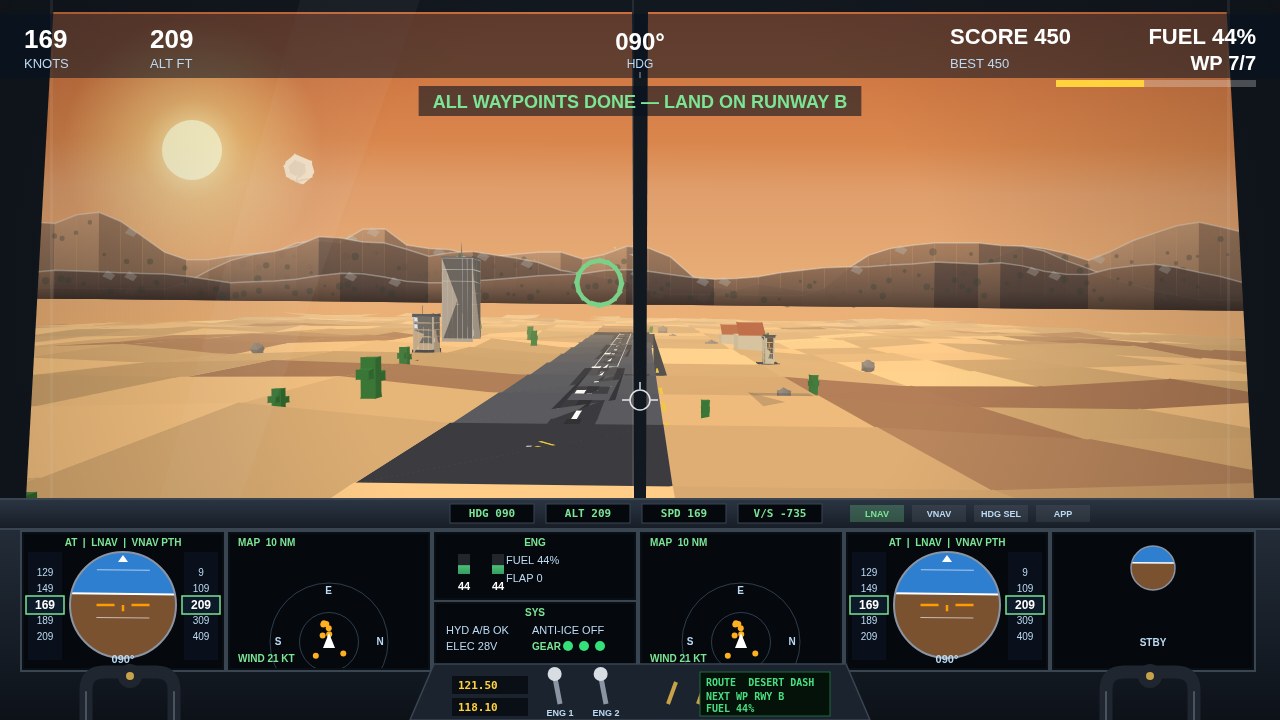 169
KNOTS
209
ALT FT
090°
HDG
SCORE 450
BEST 450
FUEL 44%
WP 7/7
ALL WAYPOINTS DONE — LAND ON RUNWAY B
HDG 090
ALT 209
SPD 169
V/S -735
LNAV
VNAV
HDG SEL
APP
AT | LNAV | VNAV PTH
129
149
169
189
209
9
109
209
309
409
090°
MAP 10 NM
E
S
N
WIND 21 KT
ENG
FUEL 44%
FLAP 0
44
44
SYS
HYD A/B OK
ANTI-ICE OFF
ELEC 28V
GEAR
MAP 10 NM
E
S
N
WIND 21 KT
AT | LNAV | VNAV PTH
129
149
169
189
209
9
109
209
309
409
090°
STBY
121.50
118.10
ENG 1
ENG 2
ROUTE DESERT DASH
NEXT WP RWY B
FUEL 44%